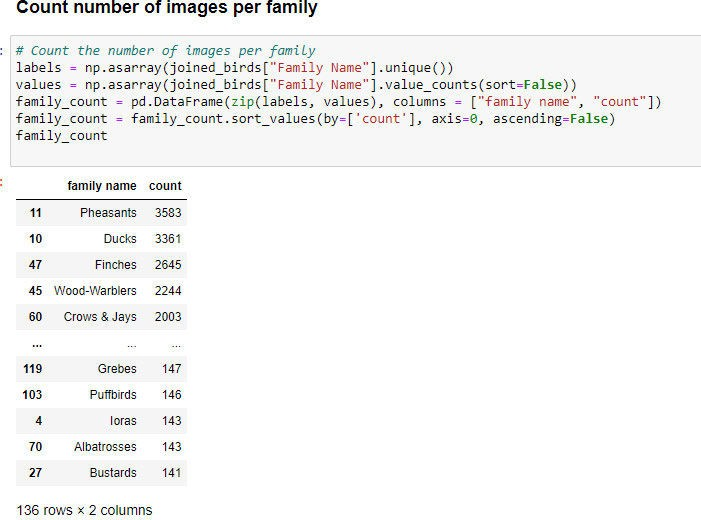 Count number of images per family
: # Count the number of images per family
labels = np.asarray(joined_birds["Family Name"].unique())
values = np.asarray(joined_birds["Family Name"].value_counts(sort=False))
family_count = pd.DataFrame(zip(labels, values), columns = ["family name", "count"])
family_count = family_count.sort_values(by=['count'], axis=0, ascending=False)
family_count
:
family name count
11 Pheasants 3583
10 Ducks 3361
47 Finches 2645
45 Wood-Warblers 2244
60 Crows & Jays 2003
... ... ...
119 Grebes 147
103 Puffbirds 146
4 Ioras 143
70 Albatrosses 143
27 Bustards 141
136 rows × 2 columns